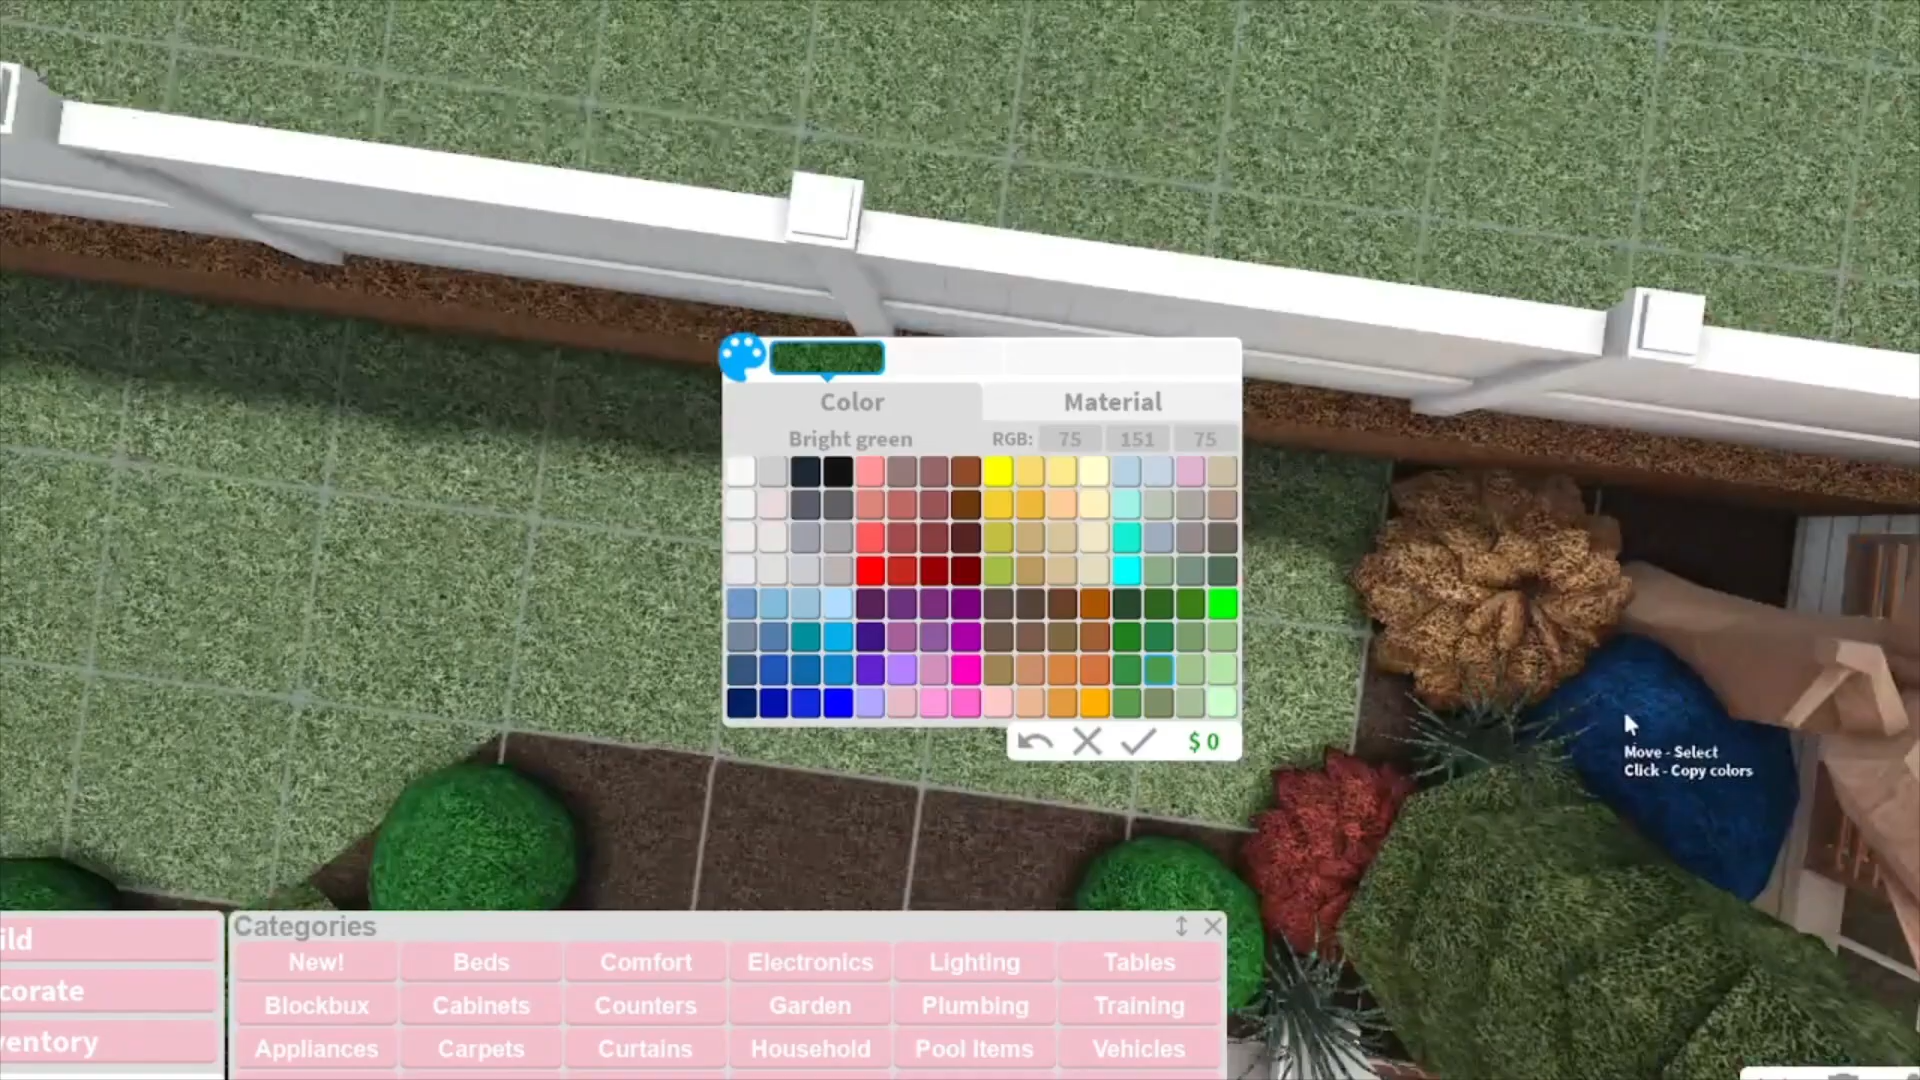 Color
Material
Bright green
RGB: 75 151 75
$ 0
Move - Select
Click - Copy colors
ild
Categories
New! Beds Comfort Electronics Lighting Tables
corate
Blockbux Cabinets Counters Garden Plumbing Training
ventory
Appliances Carpets Curtains Household Pool Items Vehicles